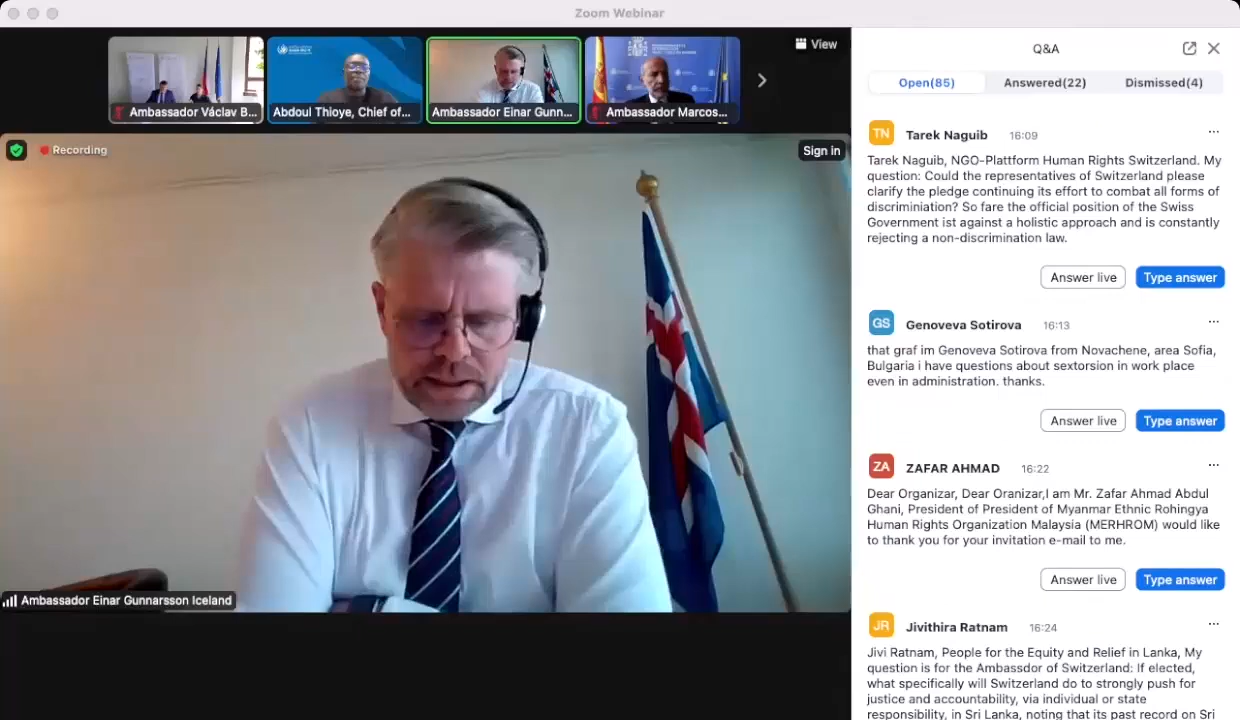 Zoom Webinar
View
Ambassador Václav B...
Abdoul Thioye, Chief of...
Ambassador Einar Gunn...
Ambassador Marcos...
Recording
Sign in
Ambassador Einar Gunnarsson Iceland
Q&A
Open(85)
Answered(22)
Dismissed(4)
TN
Tarek Naguib
16:09
...
Tarek Naguib, NGO-Plattform Human Rights Switzerland. My
question: Could the representatives of Switzerland please
clarify the pledge continuing its effort to combat all forms of
discriminiation? So fare the official position of the Swiss
Government ist against a holistic approach and is constantly
rejecting a non-discrimination law.
Answer live
Type answer
GS
Genoveva Sotirova
16:13
...
that graf im Genoveva Sotirova from Novachene, area Sofia,
Bulgaria i have questions about sextorsion in work place
even in administration. thanks.
Answer live
Type answer
ZA
ZAFAR AHMAD
16:22
...
Dear Organizar, Dear Oranizar,I am Mr. Zafar Ahmad Abdul
Ghani, President of President of Myanmar Ethnic Rohingya
Human Rights Organization Malaysia (MERHROM) would like
to thank you for your invitation e-mail to me.
Answer live
Type answer
JR
Jivithira Ratnam
16:24
...
Jivi Ratnam, People for the Equity and Relief in Lanka, My
question is for the Ambassdor of Switzerland: If elected,
what specifically will Switzerland do to strongly push for
justice and accountability, via individual or state
responsibility, in Sri Lanka, noting that its past record on Sri